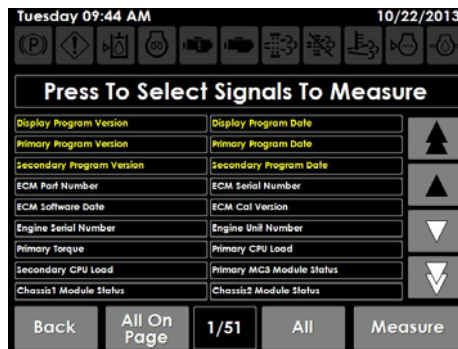 Tuesday 09:44 AM 10/22/2013
(P)
Press To Select Signals To Measure
Display Program Version Display Program Date
Primary Program Version Primary Program Date
Secondary Program Version Secondary Program Date
ECM Part Number ECM Serial Number
ECM Software Date ECM Cal Version
Engine Serial Number Engine Unit Number
Primary Torque Primary CPU Load
Secondary CPU Load Primary MC3 Module Status
Chassis1 Module Status Chassis2 Module Status
Back All On Page 1/51 All Measure